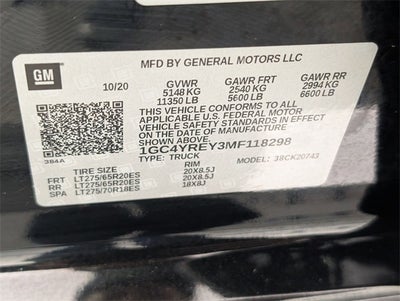 GM
MFD BY GENERAL MOTORS LLC
10/20
GVWR GAWR FRT GAWR RR
5148 KG 2540 KG 2994 KG
11350 LB 5600 LB 6600 LB
THIS VEHICLE CONFORMS TO ALL
APPLICABLE U.S. FEDERAL MOTOR
VEHICLE SAFETY STANDARDS IN EFFECT
ON THE DATE OF MANUFACTURE SHOWN ABOVE.
1GC4YREY3MF118298
TYPE: TRUCK MODEL: 38CK20743
3B4A
TIRE SIZE RIM
FRT LT275/65R20ES 20X8.5J
RR LT275/65R20ES 20X8.5J
SPA LT275/70R18ES 18X8J